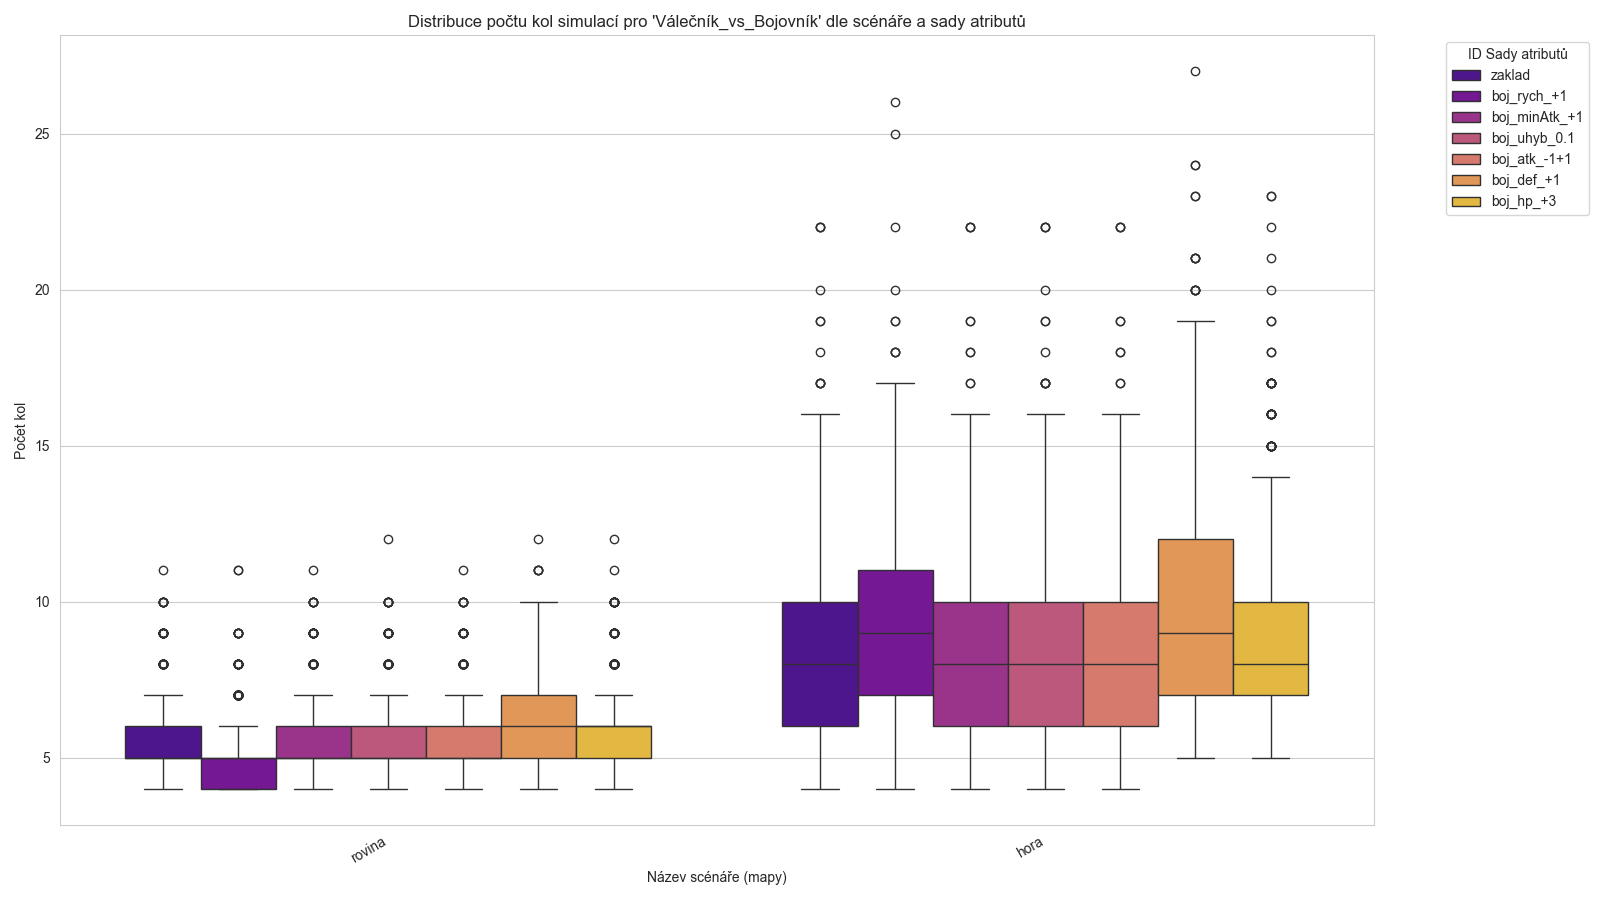 Distribuce počtu kol simulací pro 'Válečník_vs_Bojovník' dle scénáře a sady atributů
ID Sady atributů
zaklad
boj_rych_+1
boj_minAtk_+1
boj_uhyb_0.1
boj_atk_-1+1
boj_def_+1
boj_hp_+3
Počet kol
25
20
15
10
5
rovina
hora
Název scénáře (mapy)